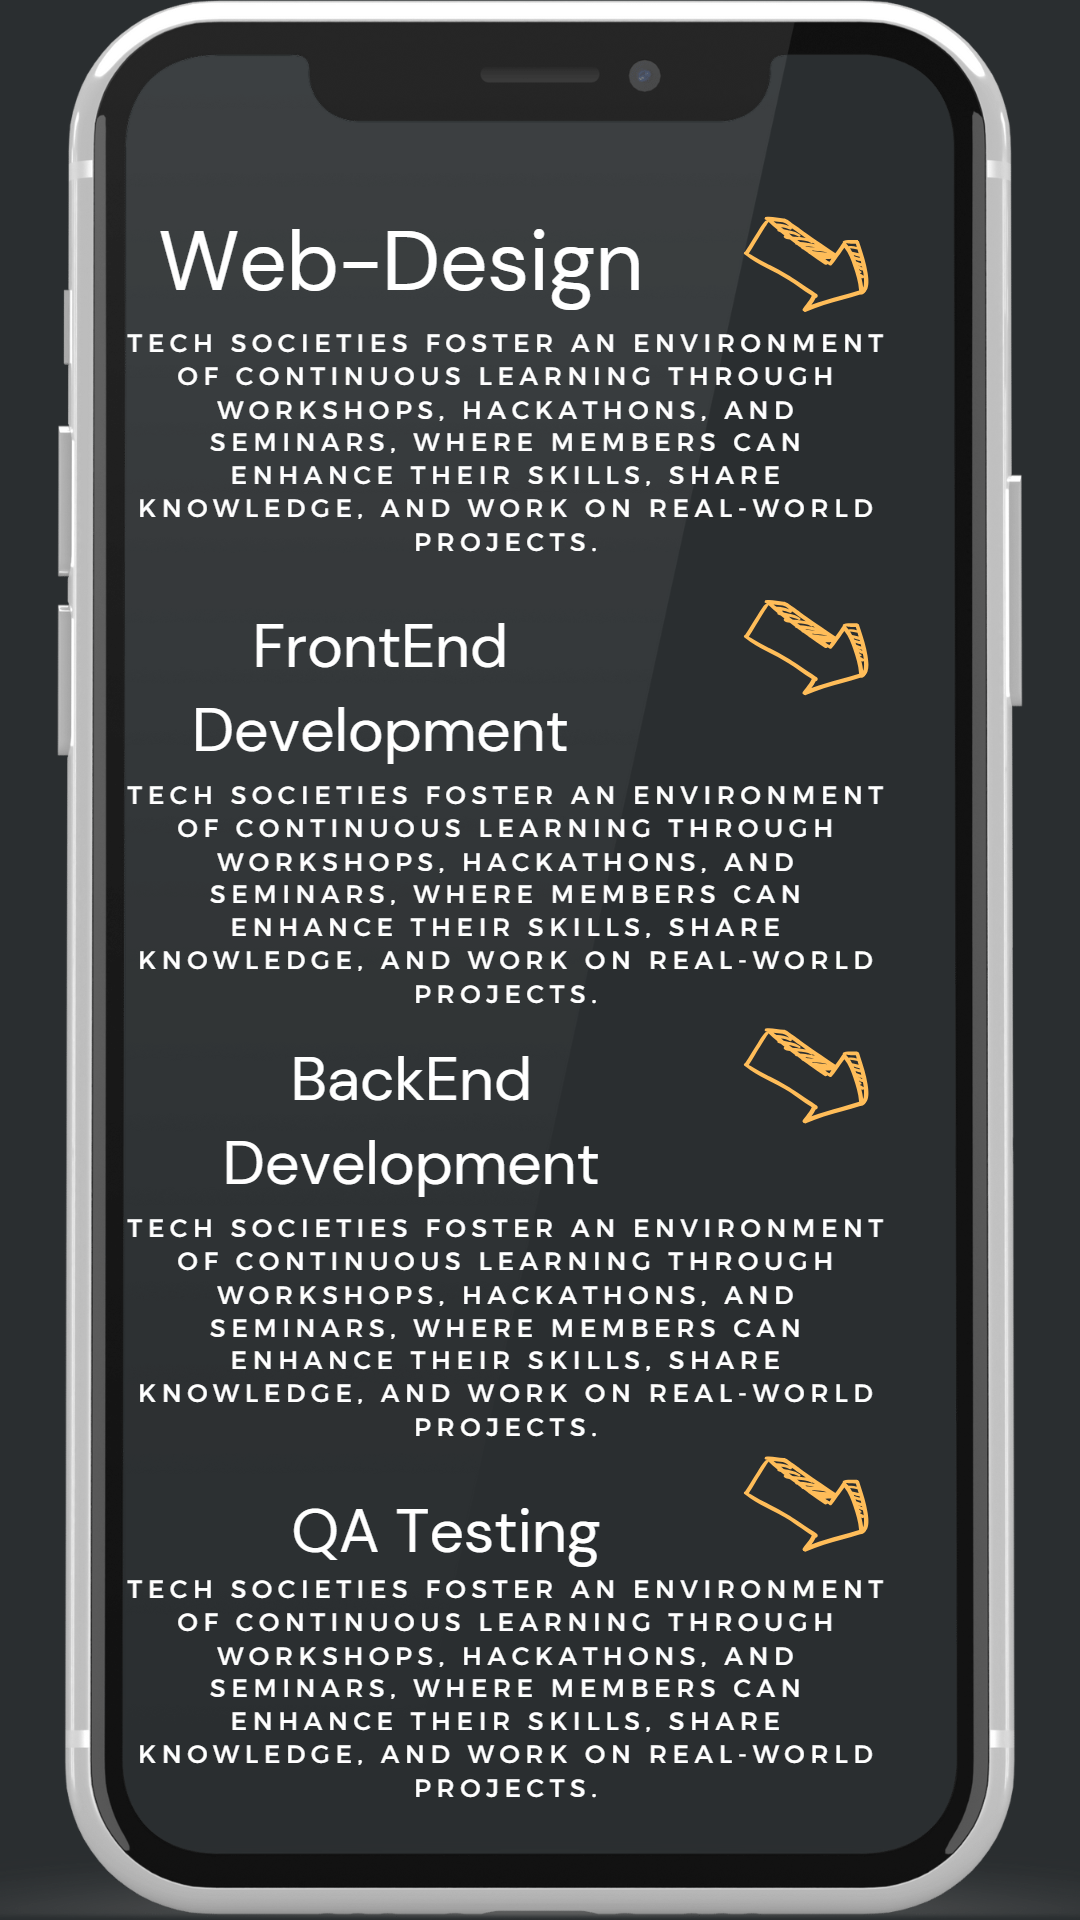 Web-Design
TECH SOCIETIES FOSTER AN ENVIRONMENT
OF CONTINUOUS LEARNING THROUGH
WORKSHOPS, HACKATHONS, AND
SEMINARS, WHERE MEMBERS CAN
ENHANCE THEIR SKILLS, SHARE
KNOWLEDGE, AND WORK ON REAL-WORLD
PROJECTS.
FrontEnd
Development
TECH SOCIETIES FOSTER AN ENVIRONMENT
OF CONTINUOUS LEARNING THROUGH
WORKSHOPS, HACKATHONS, AND
SEMINARS, WHERE MEMBERS CAN
ENHANCE THEIR SKILLS, SHARE
KNOWLEDGE, AND WORK ON REAL-WORLD
PROJECTS.
BackEnd
Development
TECH SOCIETIES FOSTER AN ENVIRONMENT
OF CONTINUOUS LEARNING THROUGH
WORKSHOPS, HACKATHONS, AND
SEMINARS, WHERE MEMBERS CAN
ENHANCE THEIR SKILLS, SHARE
KNOWLEDGE, AND WORK ON REAL-WORLD
PROJECTS.
QA Testing
TECH SOCIETIES FOSTER AN ENVIRONMENT
OF CONTINUOUS LEARNING THROUGH
WORKSHOPS, HACKATHONS, AND
SEMINARS, WHERE MEMBERS CAN
ENHANCE THEIR SKILLS, SHARE
KNOWLEDGE, AND WORK ON REAL-WORLD
PROJECTS.